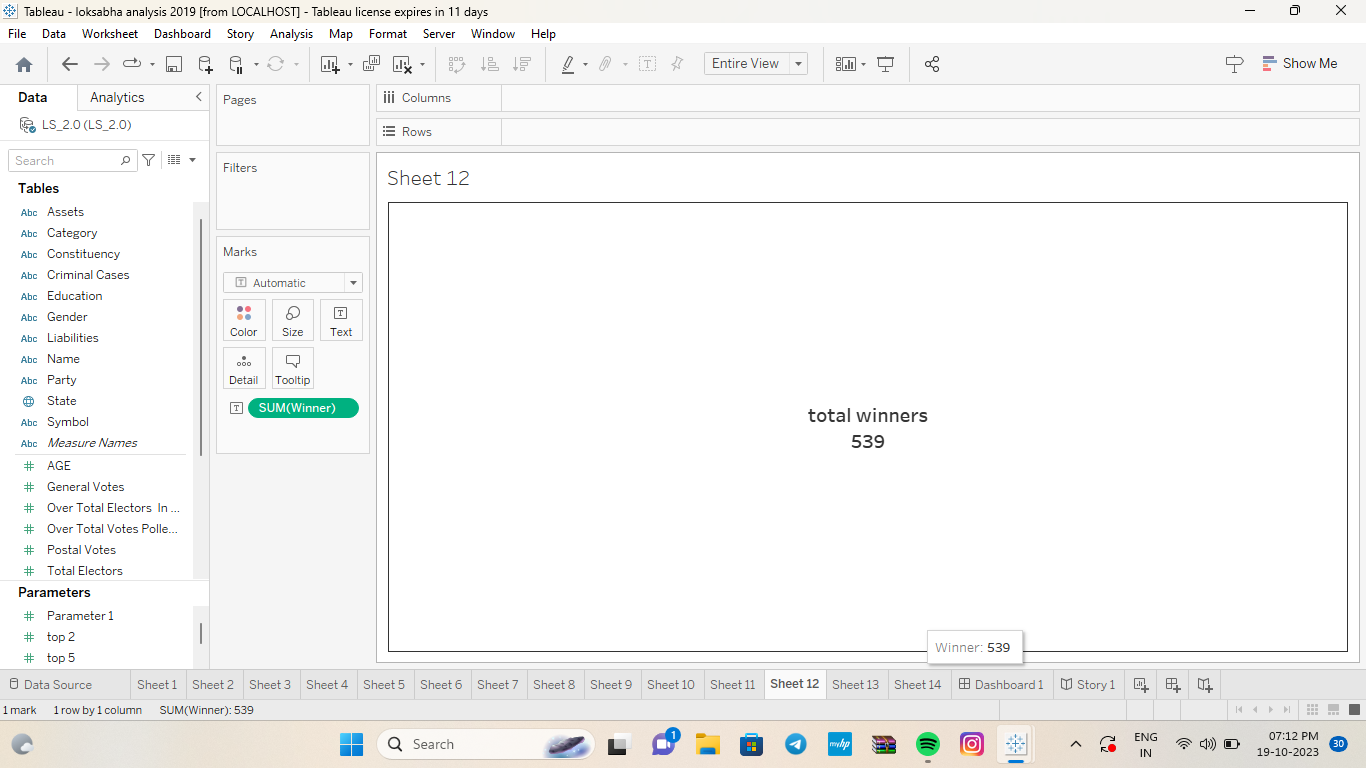 Tableau - loksabha analysis 2019 [from LOCALHOST] - Tableau license expires in 11 days
File Data Worksheet Dashboard Story Analysis Map Format Server Window Help
Entire View
Show Me
Data Analytics
LS_2.0 (LS_2.0)
Search
Tables
Abc Assets
Abc Category
Abc Constituency
Abc Criminal Cases
Abc Education
Abc Gender
Abc Liabilities
Abc Name
Abc Party
State
Abc Symbol
Abc Measure Names
# AGE
# General Votes
# Over Total Electors In ...
# Over Total Votes Polle...
# Postal Votes
# Total Electors
Parameters
# Parameter 1
# top 2
# top 5
Pages
Filters
Marks
T Automatic
Color Size Text
Detail Tooltip
T SUM(Winner)
Columns
Rows
Sheet 12
total winners
539
Winner: 539
Data Source Sheet 1 Sheet 2 Sheet 3 Sheet 4 Sheet 5 Sheet 6 Sheet 7 Sheet 8 Sheet 9 Sheet 10 Sheet 11 Sheet 12 Sheet 13 Sheet 14 Dashboard 1 Story 1
1 mark 1 row by 1 column SUM(Winner): 539
Search
1
myhp
ENG
IN
07:12 PM
19-10-2023
30